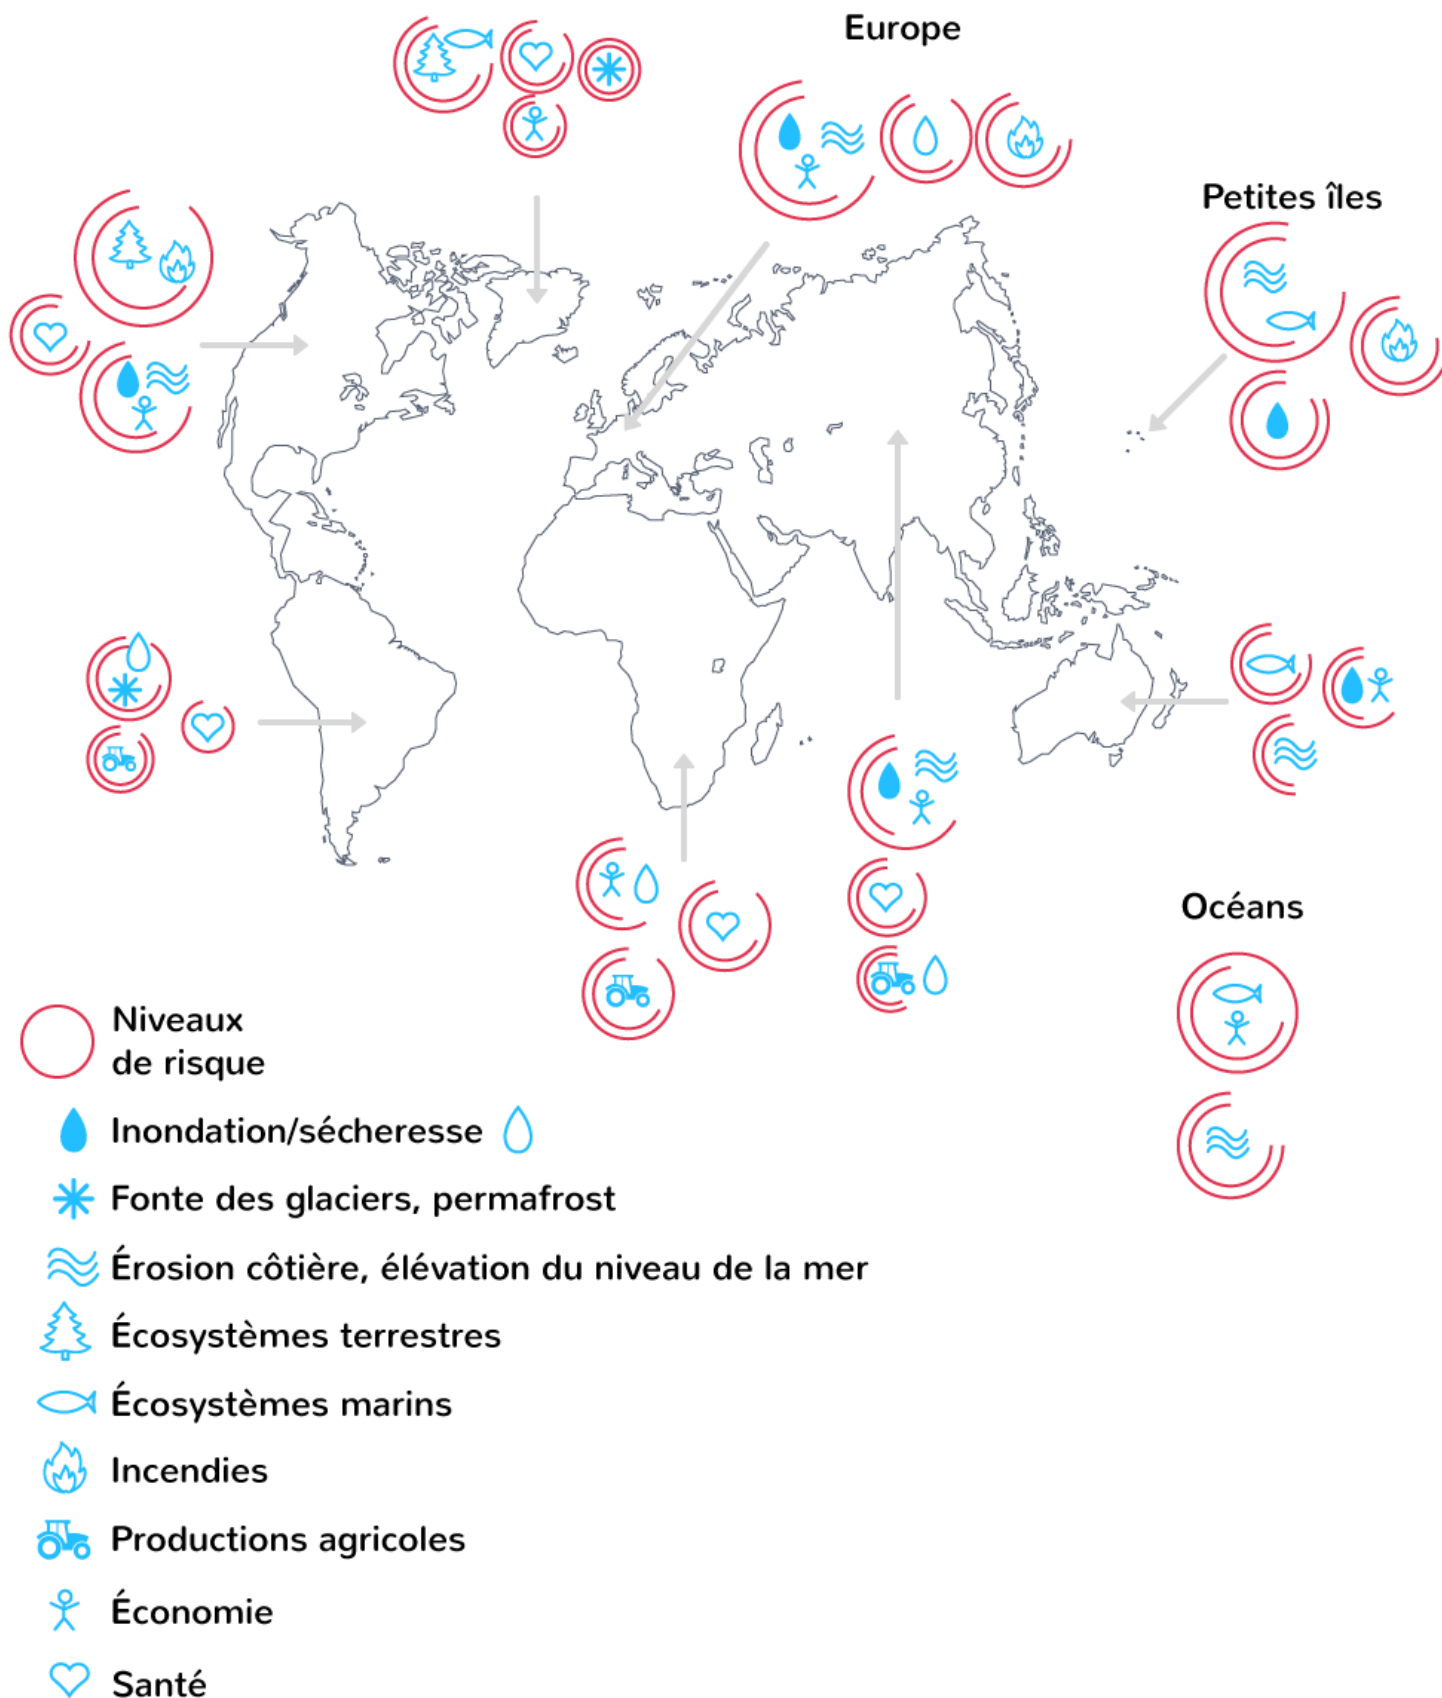 Europe
Petites îles
Océans
Niveaux
de risque
Inondation/sécheresse
Fonte des glaciers, permafrost
Érosion côtière, élévation du niveau de la mer
Écosystèmes terrestres
Écosystèmes marins
Incendies
Productions agricoles
Économie
Santé